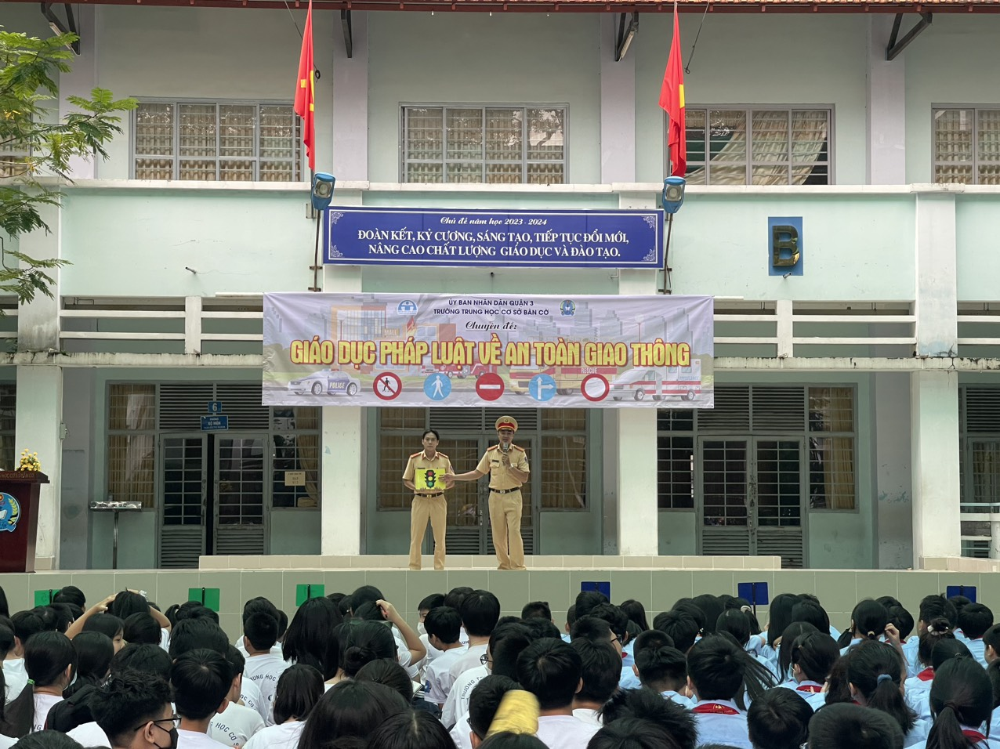 Chủ đề năm học 2023 - 2024
ĐOÀN KẾT, KỶ CƯƠNG, SÁNG TẠO, TIẾP TỤC ĐỔI MỚI,
NÂNG CAO CHẤT LƯỢNG GIÁO DỤC VÀ ĐÀO TẠO.
B
ỦY BAN NHÂN DÂN QUẬN 3
TRƯỜNG TRUNG HỌC CƠ SỞ BÀN CỜ
Chuyên đề:
MALL
GIÁO DỤC PHÁP LUẬT VỀ AN TOÀN GIAO THÔNG
RESCUE
POLICE
6